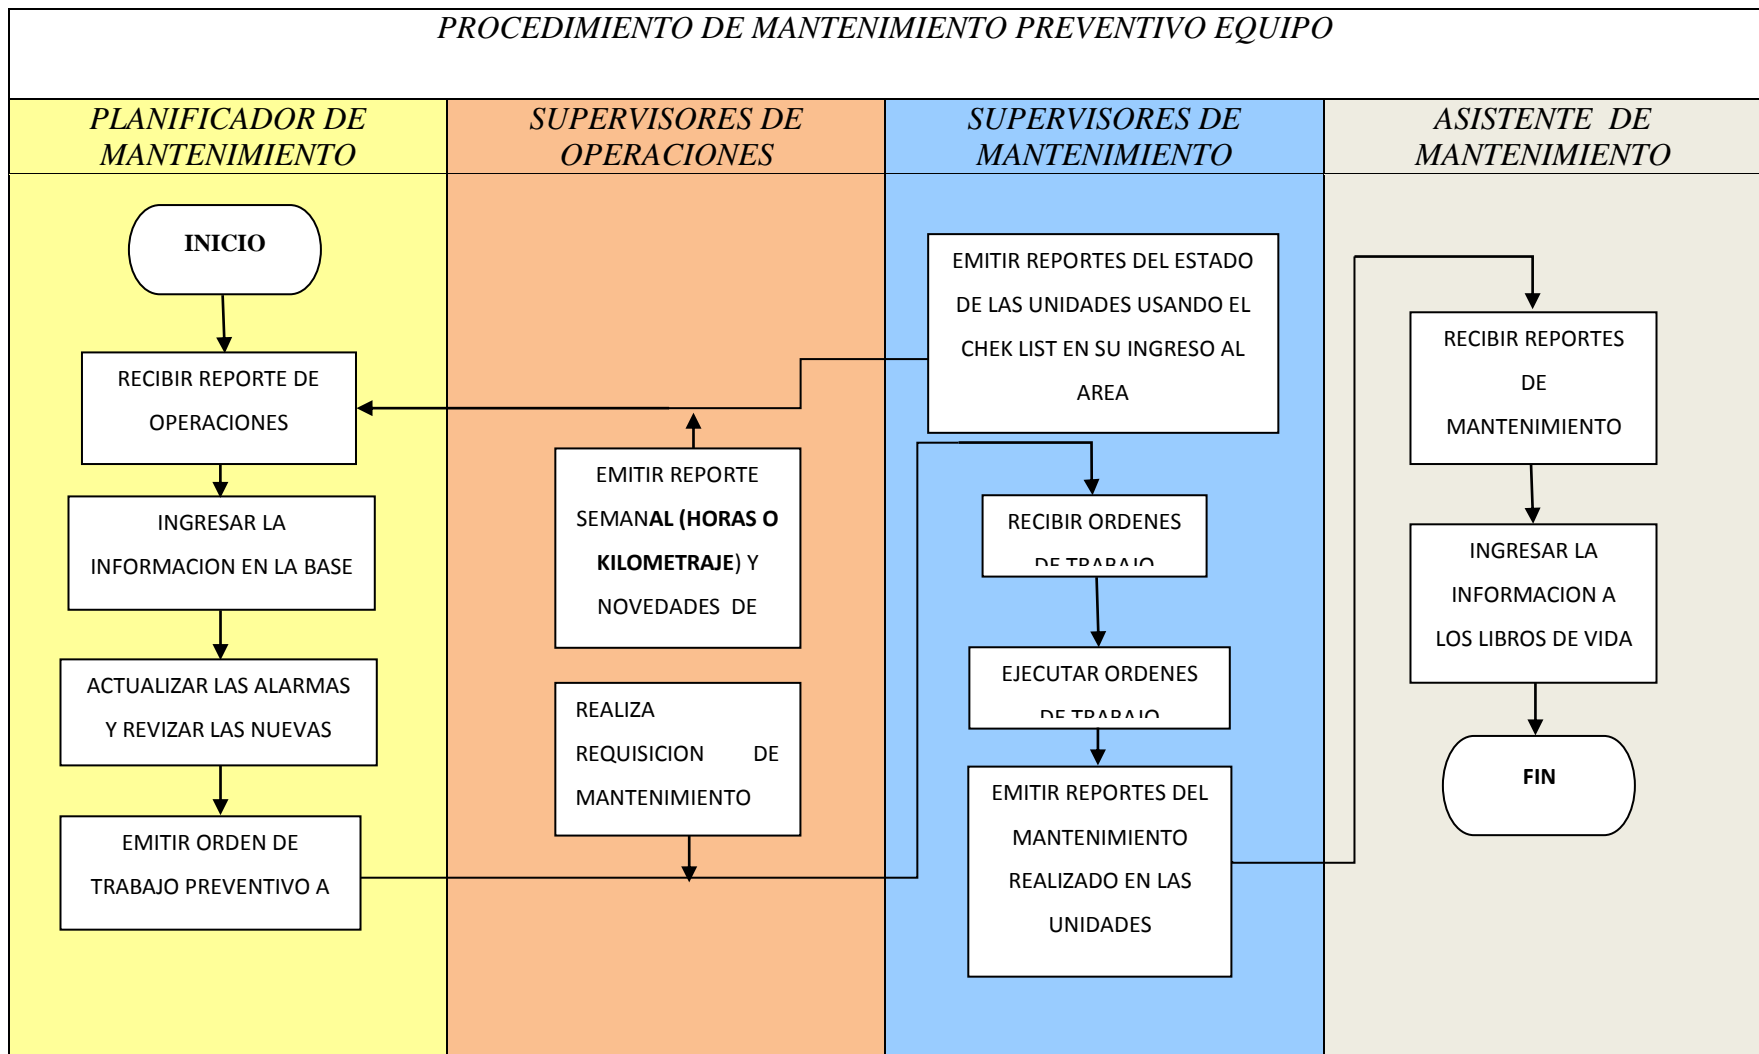 PROCEDIMIENTO DE MANTENIMIENTO PREVENTIVO EQUIPO
PLANIFICADOR DE
MANTENIMIENTO
SUPERVISORES DE
OPERACIONES
SUPERVISORES DE
MANTENIMIENTO
ASISTENTE DE
MANTENIMIENTO
INICIO
RECIBIR REPORTE DE
OPERACIONES
INGRESAR LA
INFORMACION EN LA BASE
ACTUALIZAR LAS ALARMAS
Y REVIZAR LAS NUEVAS
EMITIR ORDEN DE
TRABAJO PREVENTIVO A
EMITIR REPORTE
SEMANAL (HORAS O
KILOMETRAJE) Y
NOVEDADES DE
REALIZA
REQUISICION DE
MANTENIMIENTO
EMITIR REPORTES DEL ESTADO
DE LAS UNIDADES USANDO EL
CHEK LIST EN SU INGRESO AL
AREA
RECIBIR ORDENES
DE TRABAJO
EJECUTAR ORDENES
DE TRABAJO
EMITIR REPORTES DEL
MANTENIMIENTO
REALIZADO EN LAS
UNIDADES
RECIBIR REPORTES
DE
MANTENIMIENTO
INGRESAR LA
INFORMACION A
LOS LIBROS DE VIDA
FIN